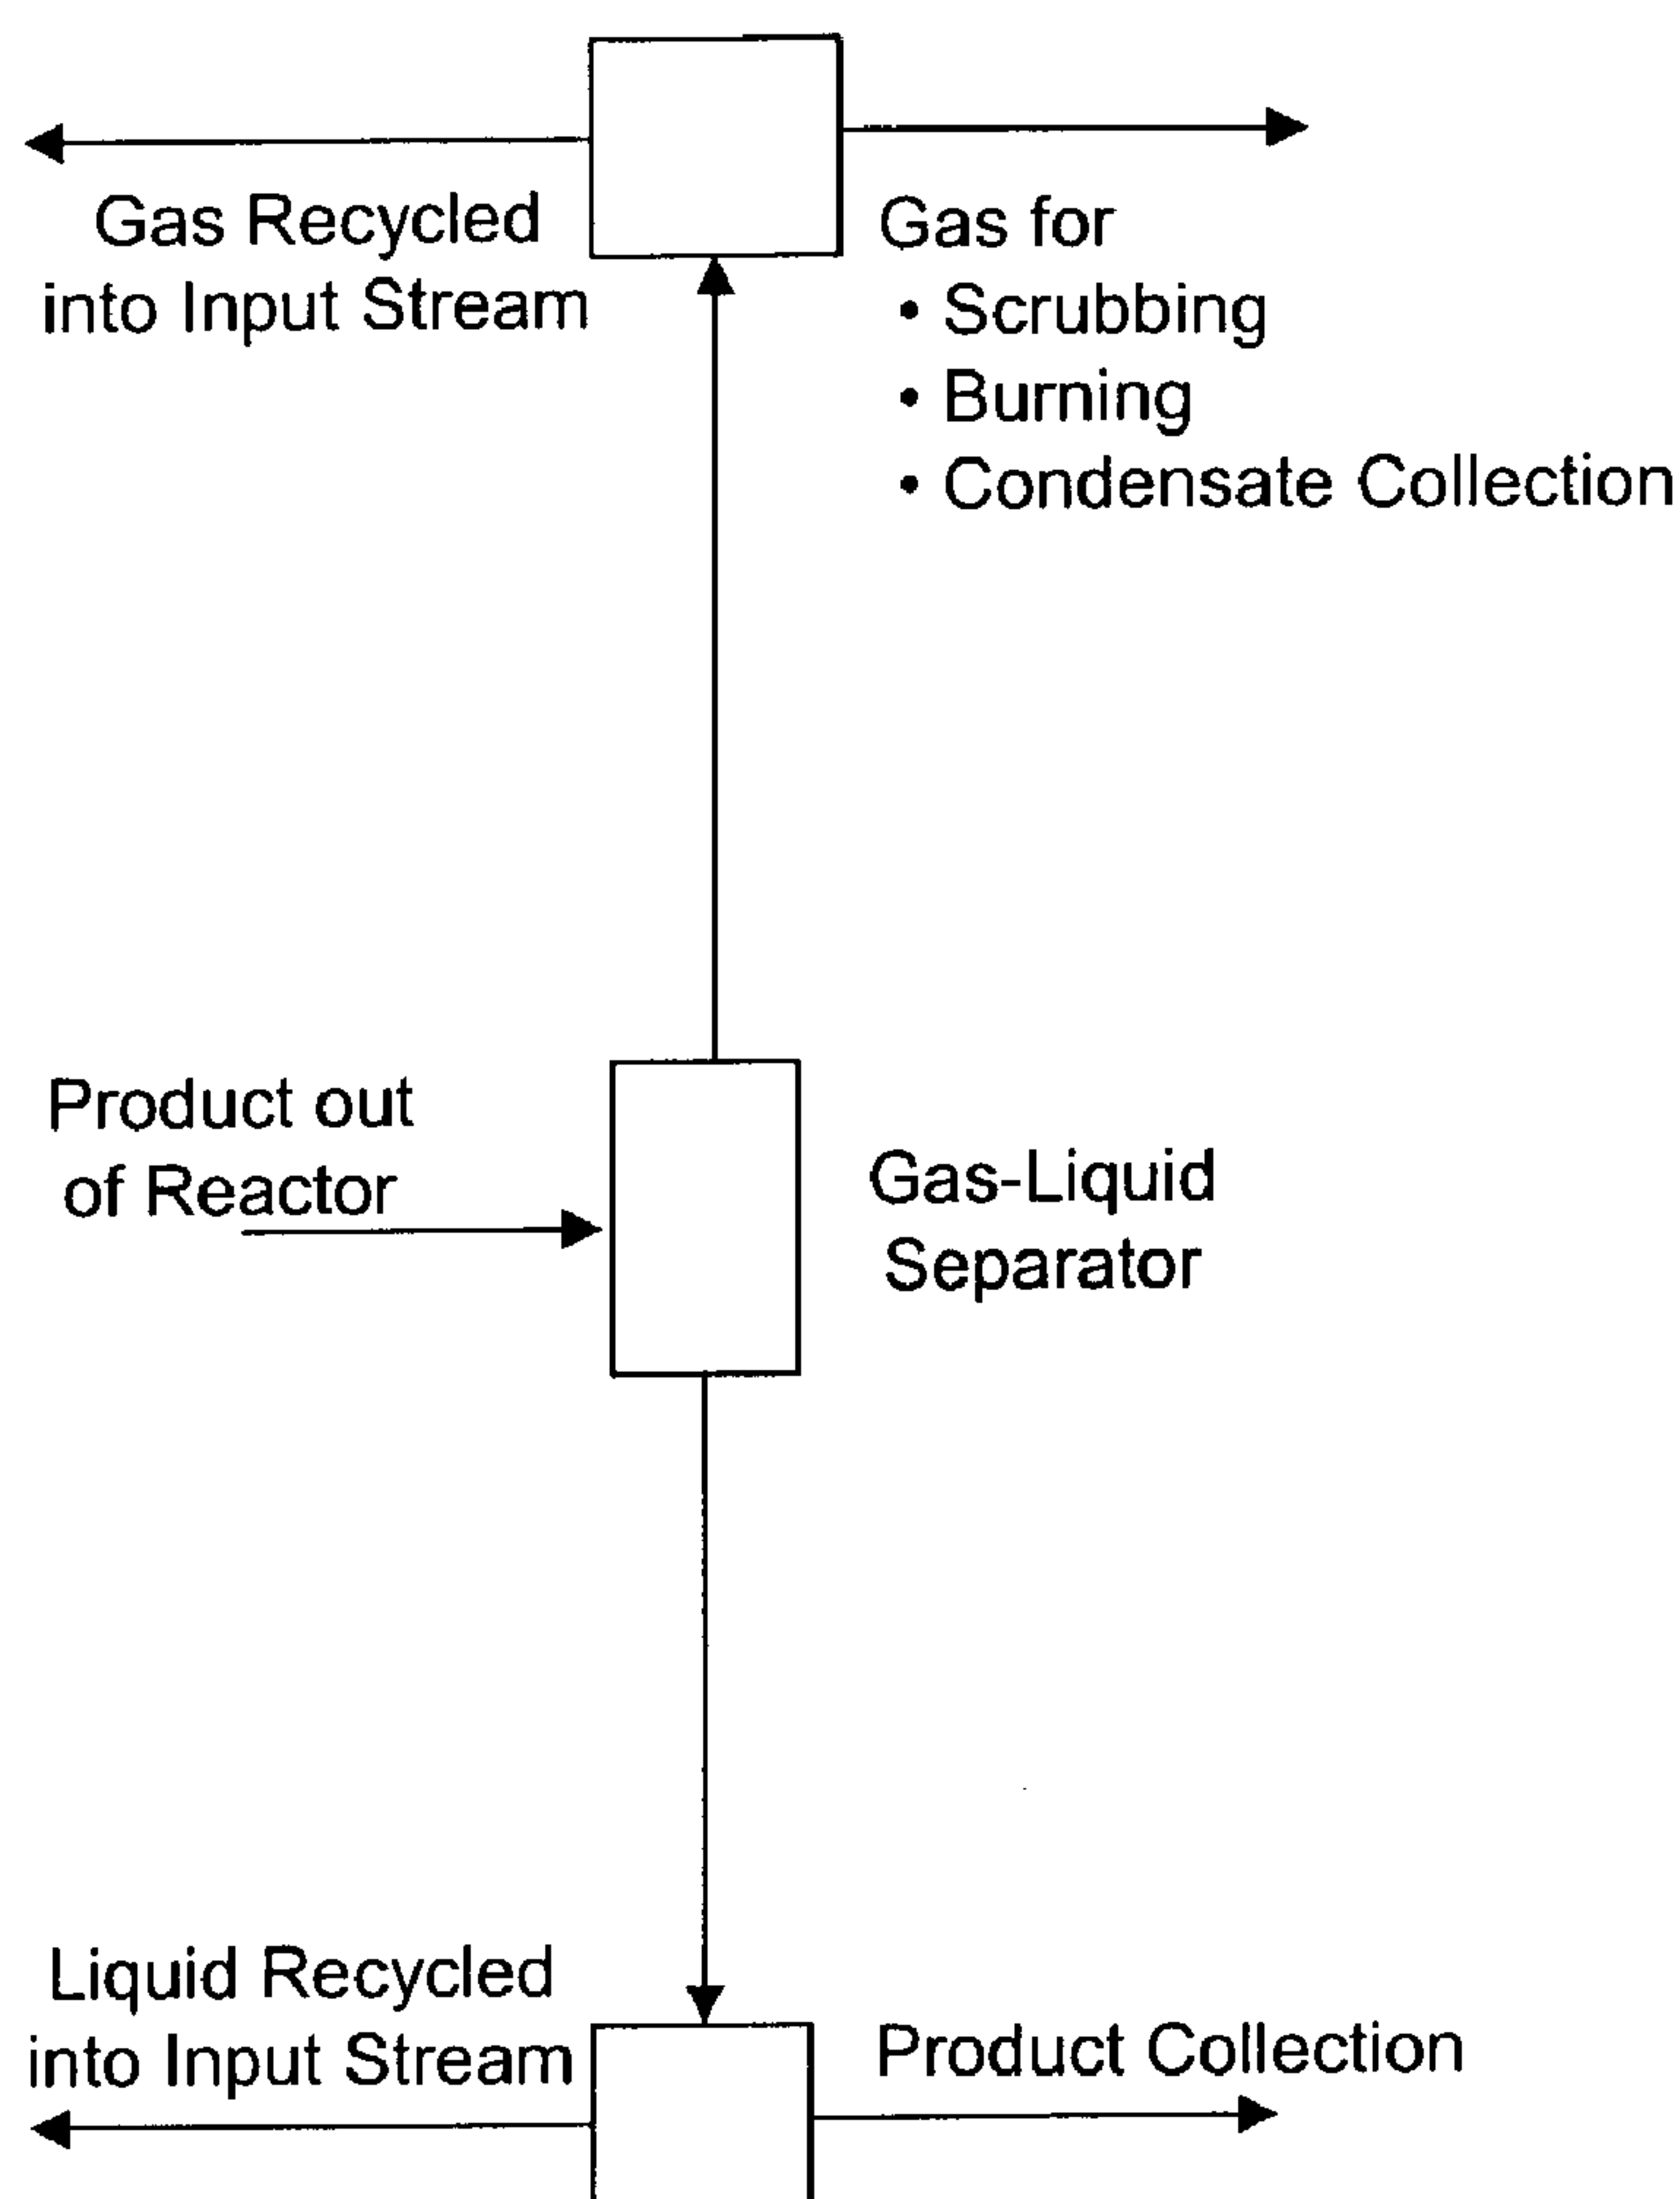 Gas Recycled
into Input Stream
Gas for
• Scrubbing
• Burning
• Condensate Collection
Product out
of Reactor
Gas-Liquid
Separator
Liquid Recycled
into Input Stream
Product Collection